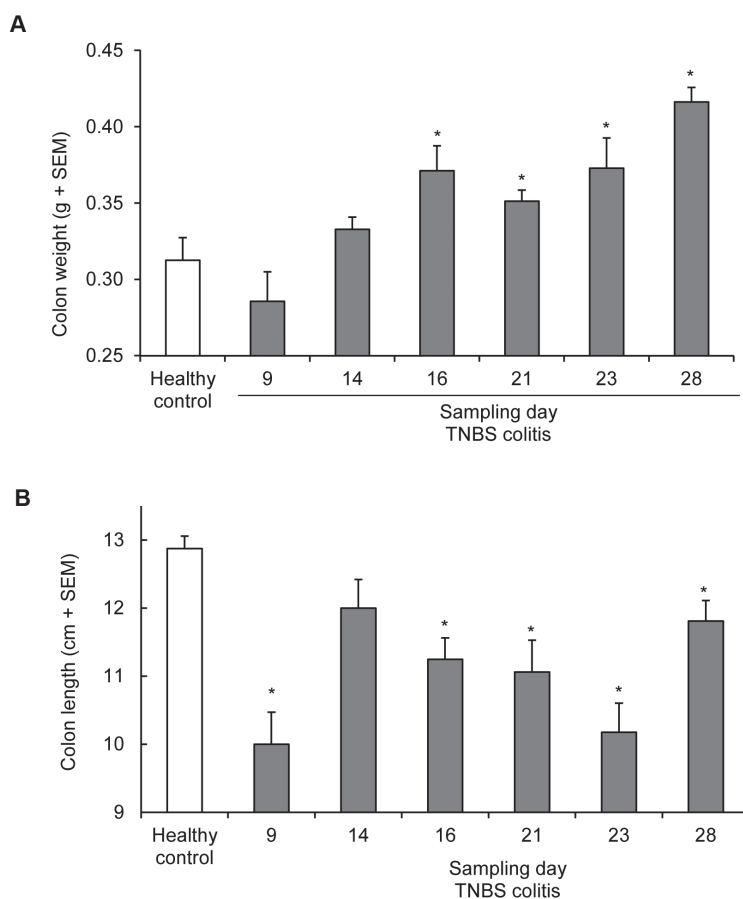 A
Colon weight (g + SEM)
0.45
0.40
0.35
0.30
0.25
*
*
*
*
Healthy
control
9 14 16 21 23 28
Sampling day
TNBS colitis
B
Colon length (cm + SEM)
13
12
11
10
9
*
*
*
*
*
Healthy
control
9 14 16 21 23 28
Sampling day
TNBS colitis